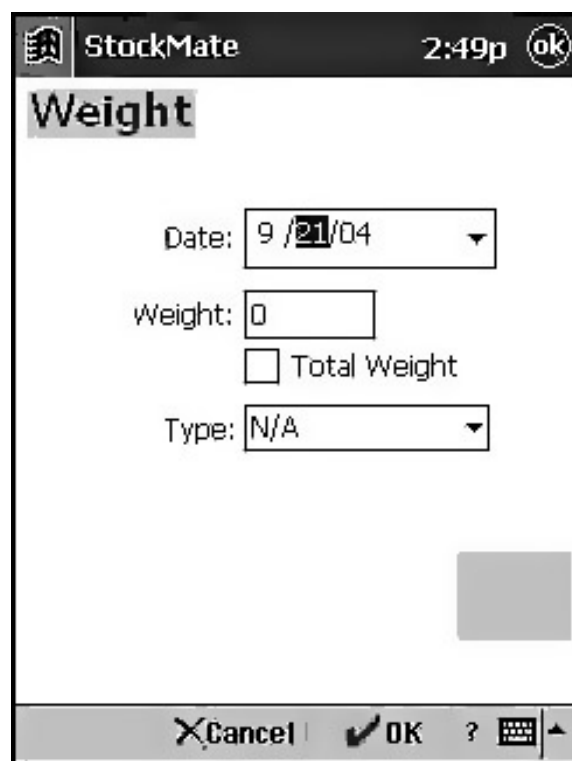 StockMate 2:49p ok
Weight
Date: 9 /21/04
Weight: 0
Total Weight
Type: N/A
Cancel OK ?